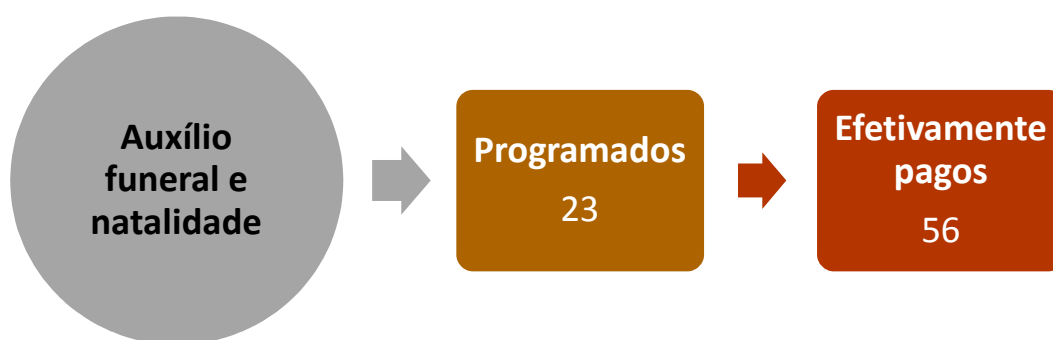 Auxílio
funeral e
natalidade
Programados
23
Efetivamente
pagos
56